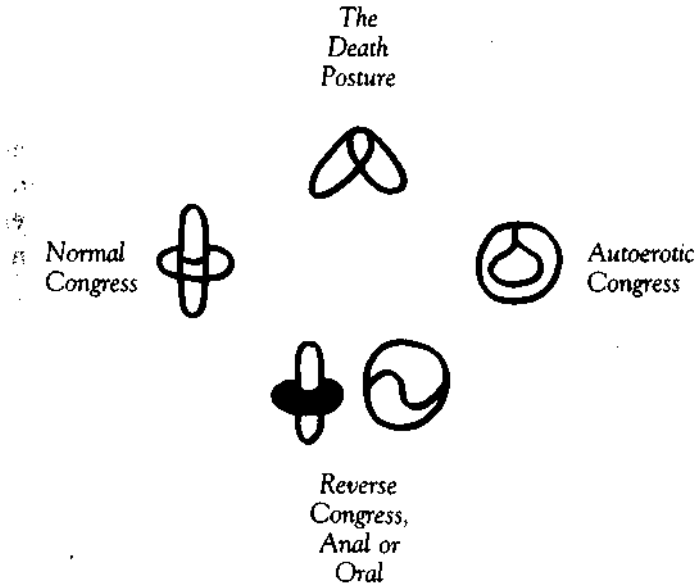 The
Death
Posture
Normal
Congress
Autoerotic
Congress
Reverse
Congress,
Anal or
Oral